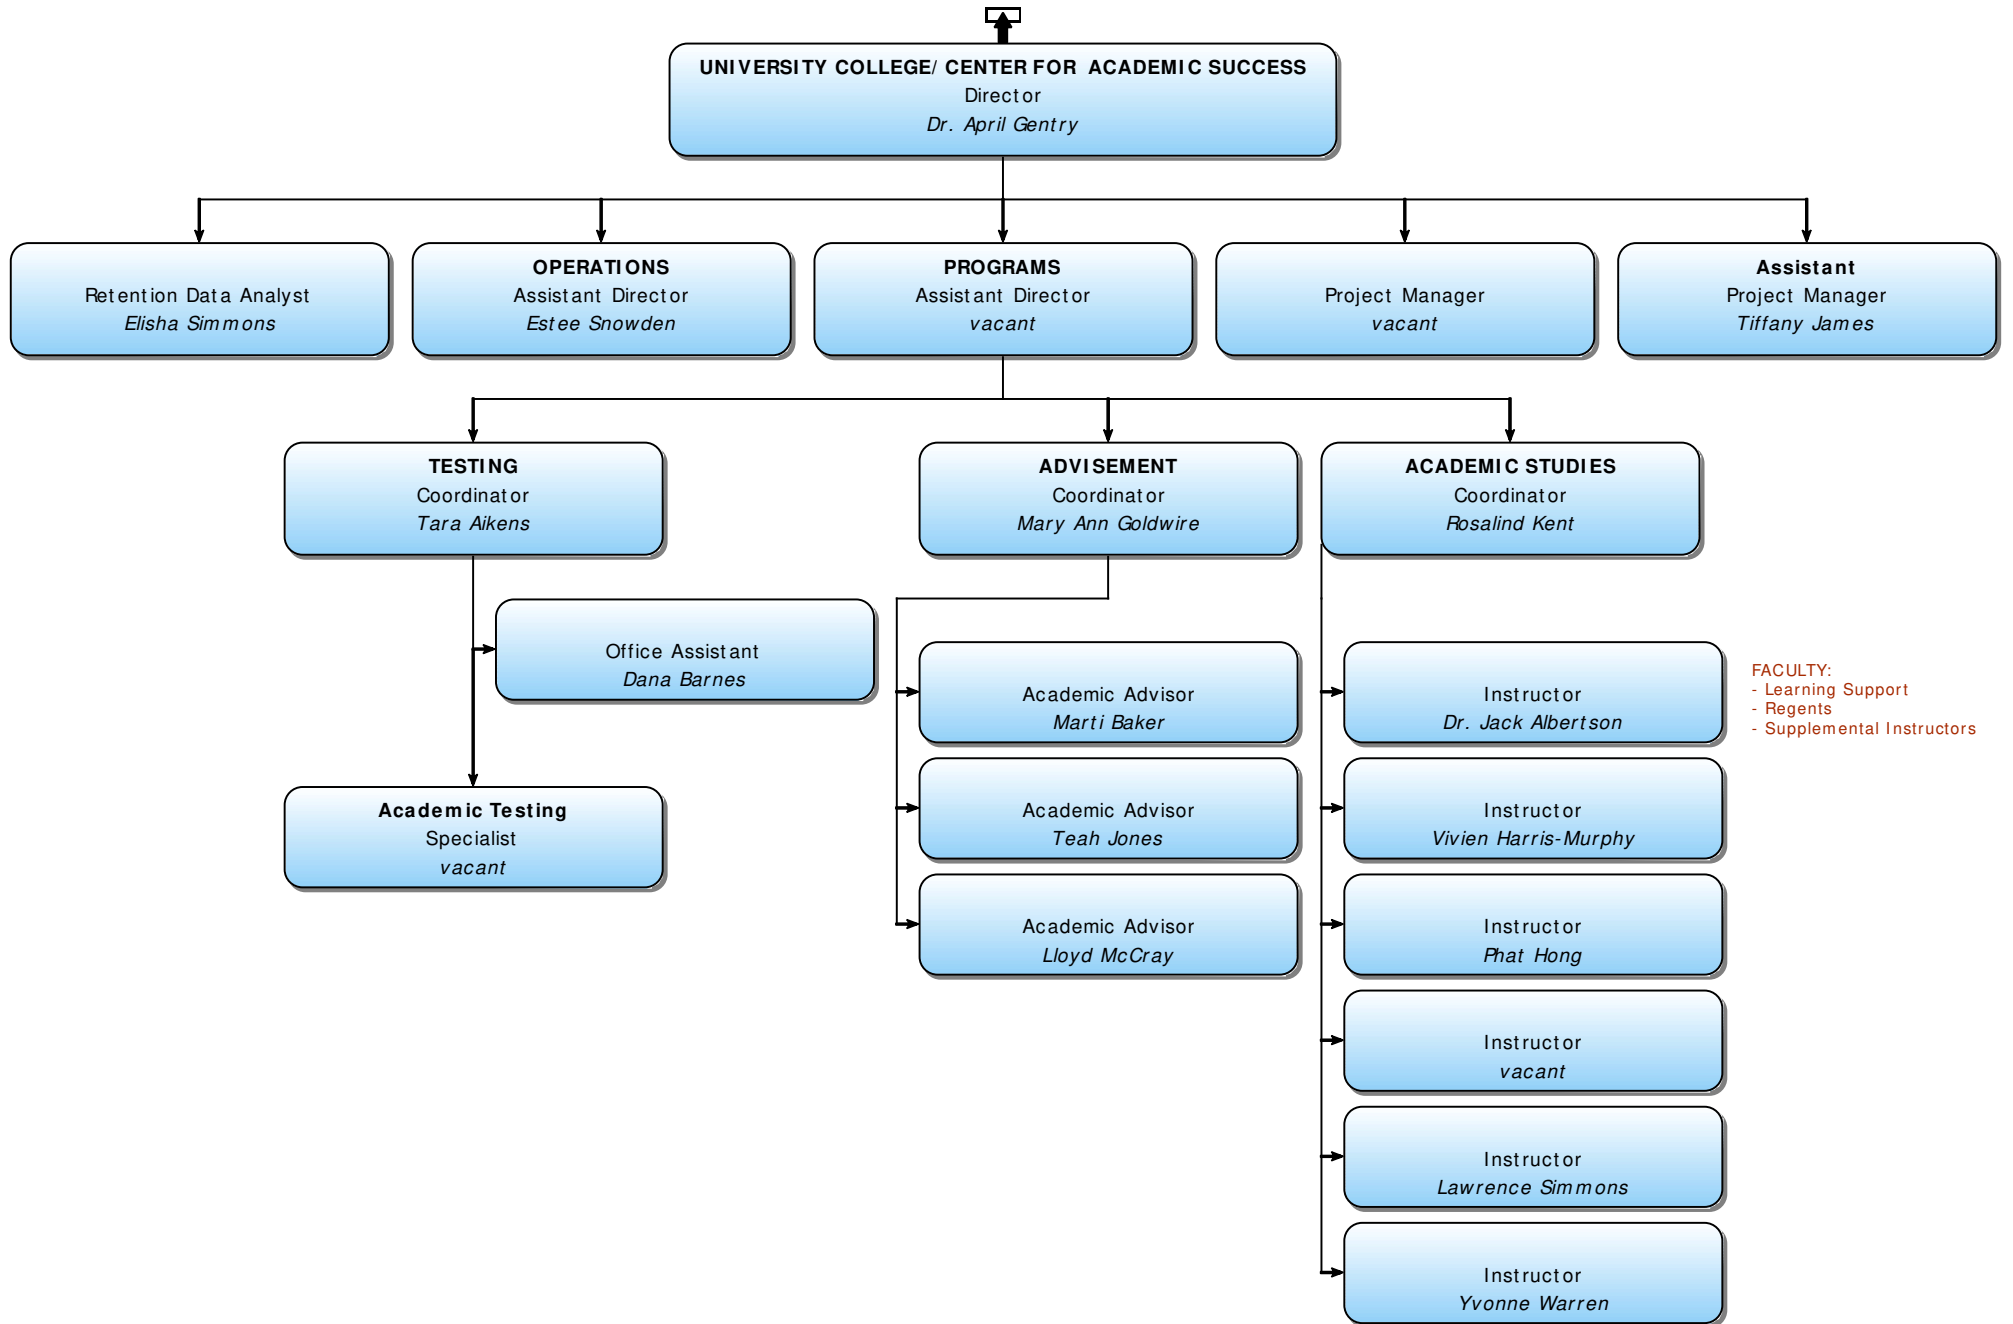 UNIVERSITY COLLEGE/ CENTER FOR ACADEMIC SUCCESS
Director
Dr. April Gentry
Retention Data Analyst
Elisha Simmons
OPERATIONS
Assistant Director
Estee Snowden
PROGRAMS
Assistant Director
vacant
Project Manager
vacant
Assistant
Project Manager
Tiffany James
TESTING
Coordinator
Tara Aikens
ADVISEMENT
Coordinator
Mary Ann Goldwire
ACADEMIC STUDIES
Coordinator
Rosalind Kent
Office Assistant
Dana Barnes
Academic Testing
Specialist
vacant
Academic Advisor
Marti Baker
Academic Advisor
Teah Jones
Academic Advisor
Lloyd McCray
Instructor
Dr. Jack Albertson
Instructor
Vivien Harris-Murphy
Instructor
Phat Hong
Instructor
vacant
Instructor
Lawrence Simmons
Instructor
Yvonne Warren
FACULTY:
- Learning Support
- Regents
- Supplemental Instructors